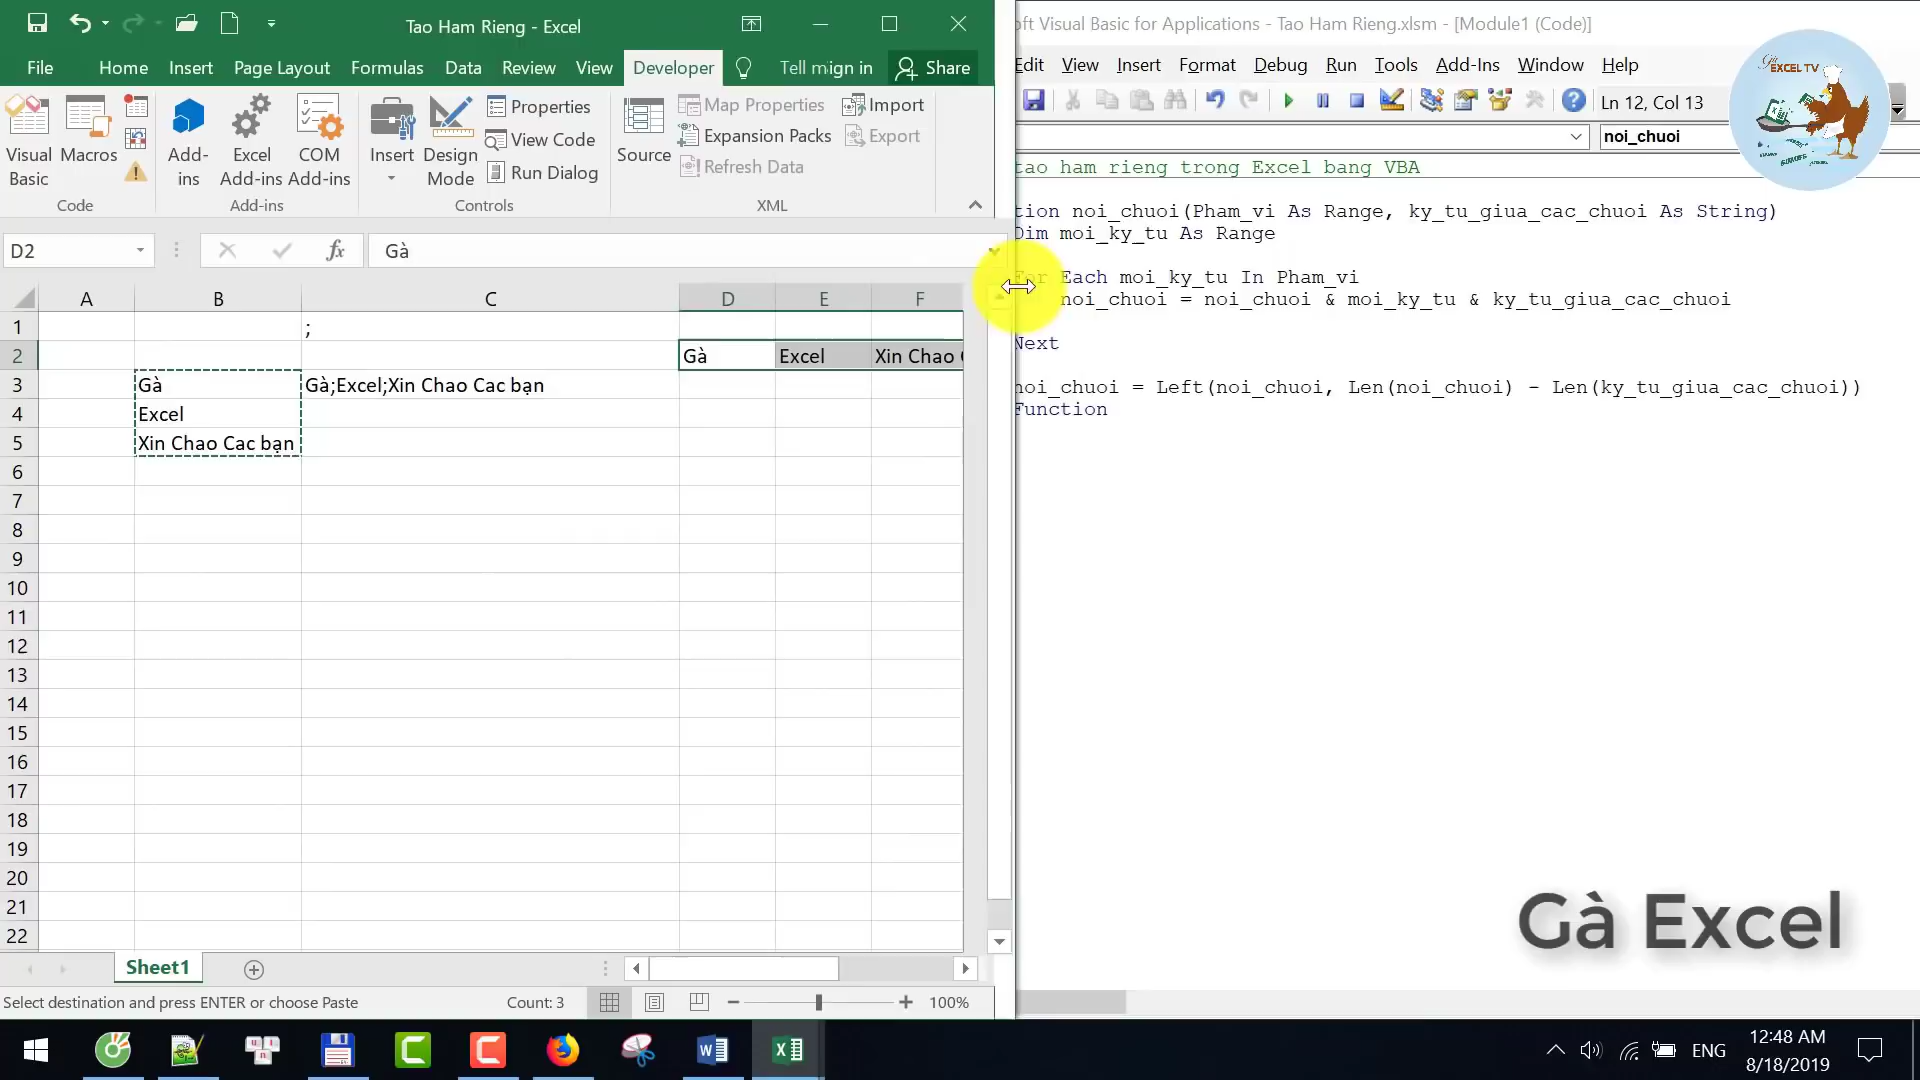 Tao Ham Rieng - Excel
File Home Insert Page Layout Formulas Data Review View Developer Tell m ign in Share
Visual Basic
Macros
Add-ins
Excel Add-ins
COM Add-ins
Insert
Design Mode
Properties
View Code
Run Dialog
Source
Map Properties
Expansion Packs
Refresh Data
Import
Export
Code Add-ins Controls XML
D2 fx Gà
A B C D E F
1 ;
2 Gà Excel Xin Chao
3 Gà Gà;Excel;Xin Chao Cac bạn
4 Excel
5 Xin Chao Cac bạn
6
7
8
9
10
11
12
13
14
15
16
17
18
19
20
21
22
Sheet1
Select destination and press ENTER or choose Paste Count: 3 100%
oft Visual Basic for Applications - Tao Ham Rieng.xlsm - [Module1 (Code)]
Edit View Insert Format Debug Run Tools Add-Ins Window Help
Ln 12, Col 13
noi_chuoi
EXCEL TV
tao ham rieng trong Excel bang VBA
tion noi_chuoi(Pham_vi As Range, ky_tu_giua_cac_chuoi As String)
Dim moi_ky_tu As Range
For Each moi_ky_tu In Pham_vi
noi_chuoi = noi_chuoi & moi_ky_tu & ky_tu_giua_cac_chuoi
Next
noi_chuoi = Left(noi_chuoi, Len(noi_chuoi) - Len(ky_tu_giua_cac_chuoi))
Function
Gà Excel
ENG
12:48 AM
8/18/2019